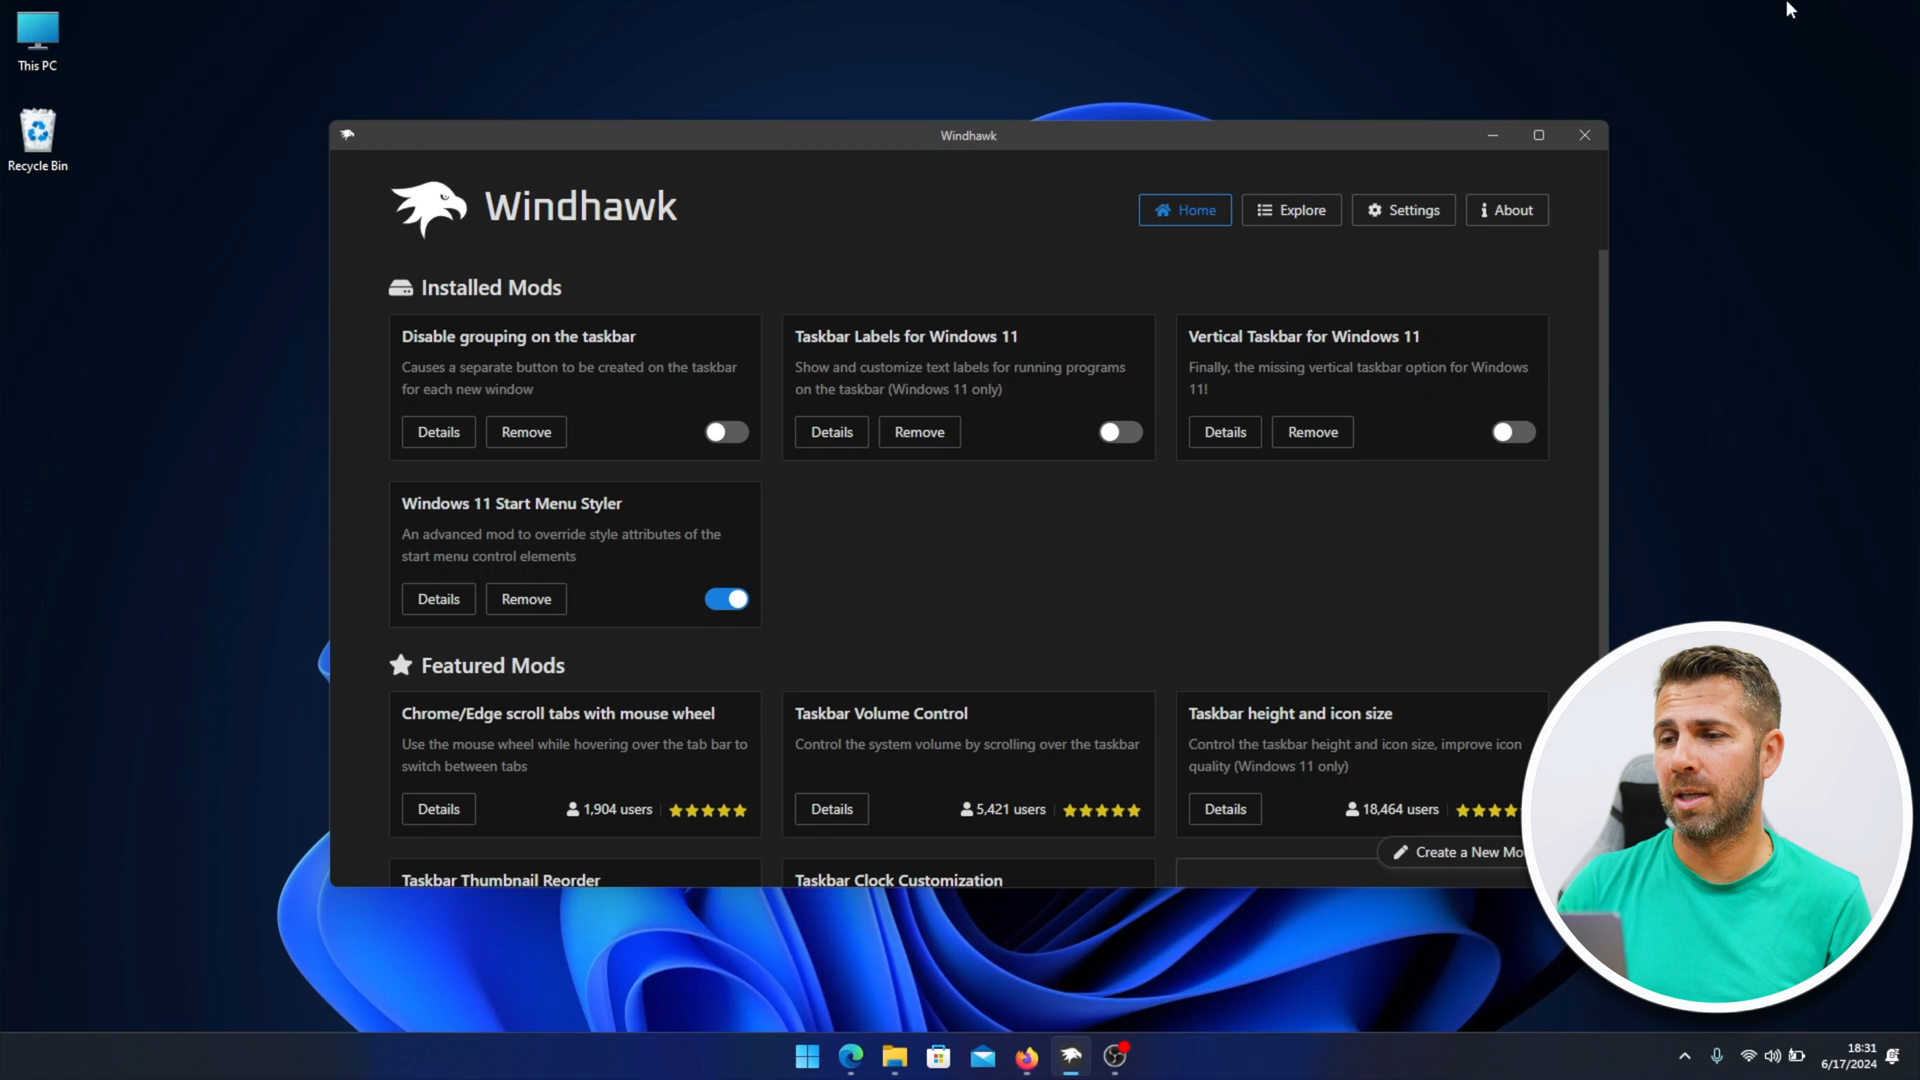 This PC
Recycle Bin
Windhawk
Windhawk
Home
Explore
Settings
About
Installed Mods
Disable grouping on the taskbar
Causes a separate button to be created on the taskbar
for each new window
Details
Remove
Taskbar Labels for Windows 11
Show and customize text labels for running programs
on the taskbar (Windows 11 only)
Details
Remove
Vertical Taskbar for Windows 11
Finally, the missing vertical taskbar option for Windows
11!
Details
Remove
Windows 11 Start Menu Styler
An advanced mod to override style attributes of the
start menu control elements
Details
Remove
Featured Mods
Chrome/Edge scroll tabs with mouse wheel
Use the mouse wheel while hovering over the tab bar to
switch between tabs
Details
1,904 users
Taskbar Volume Control
Control the system volume by scrolling over the taskbar
Details
5,421 users
Taskbar height and icon size
Control the taskbar height and icon size, improve icon
quality (Windows 11 only)
Details
18,464 users
Create a New Mo
Taskbar Thumbnail Reorder
Taskbar Clock Customization
18:31
6/17/2024